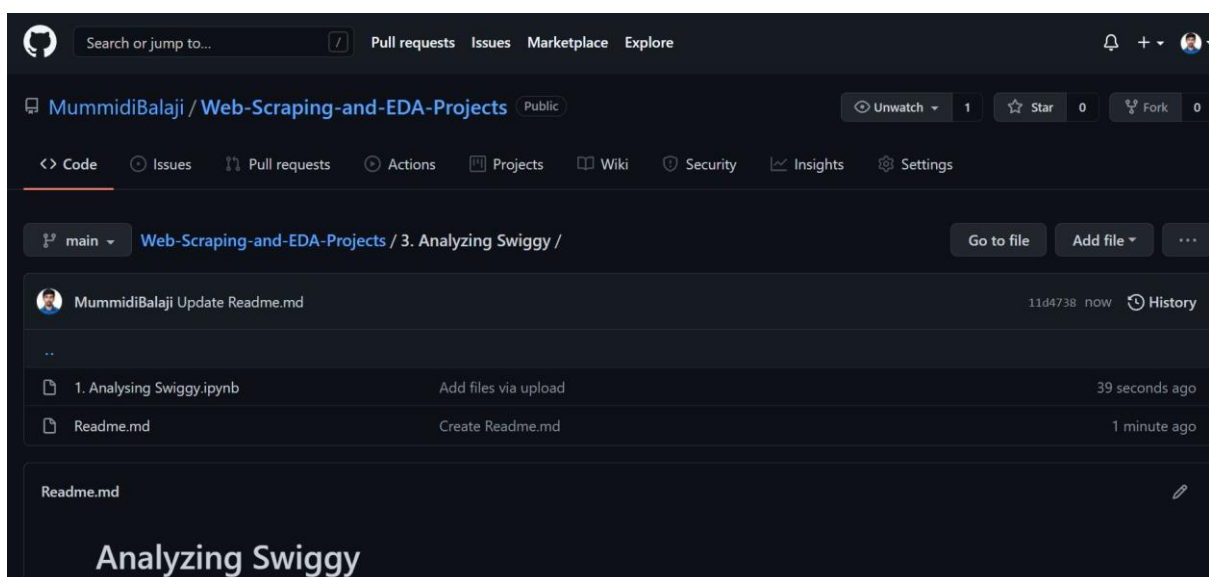 Search or jump to... / Pull requests Issues Marketplace Explore
MummidiBalaji / Web-Scraping-and-EDA-Projects Public Unwatch 1 Star 0 Fork 0
<> Code Issues Pull requests Actions Projects Wiki Security Insights Settings
main Web-Scraping-and-EDA-Projects / 3. Analyzing Swiggy / Go to file Add file ...
MummidiBalaji Update Readme.md 11d4738 now History
..
1. Analysing Swiggy.ipynb Add files via upload 39 seconds ago
Readme.md Create Readme.md 1 minute ago
Readme.md
Analyzing Swiggy